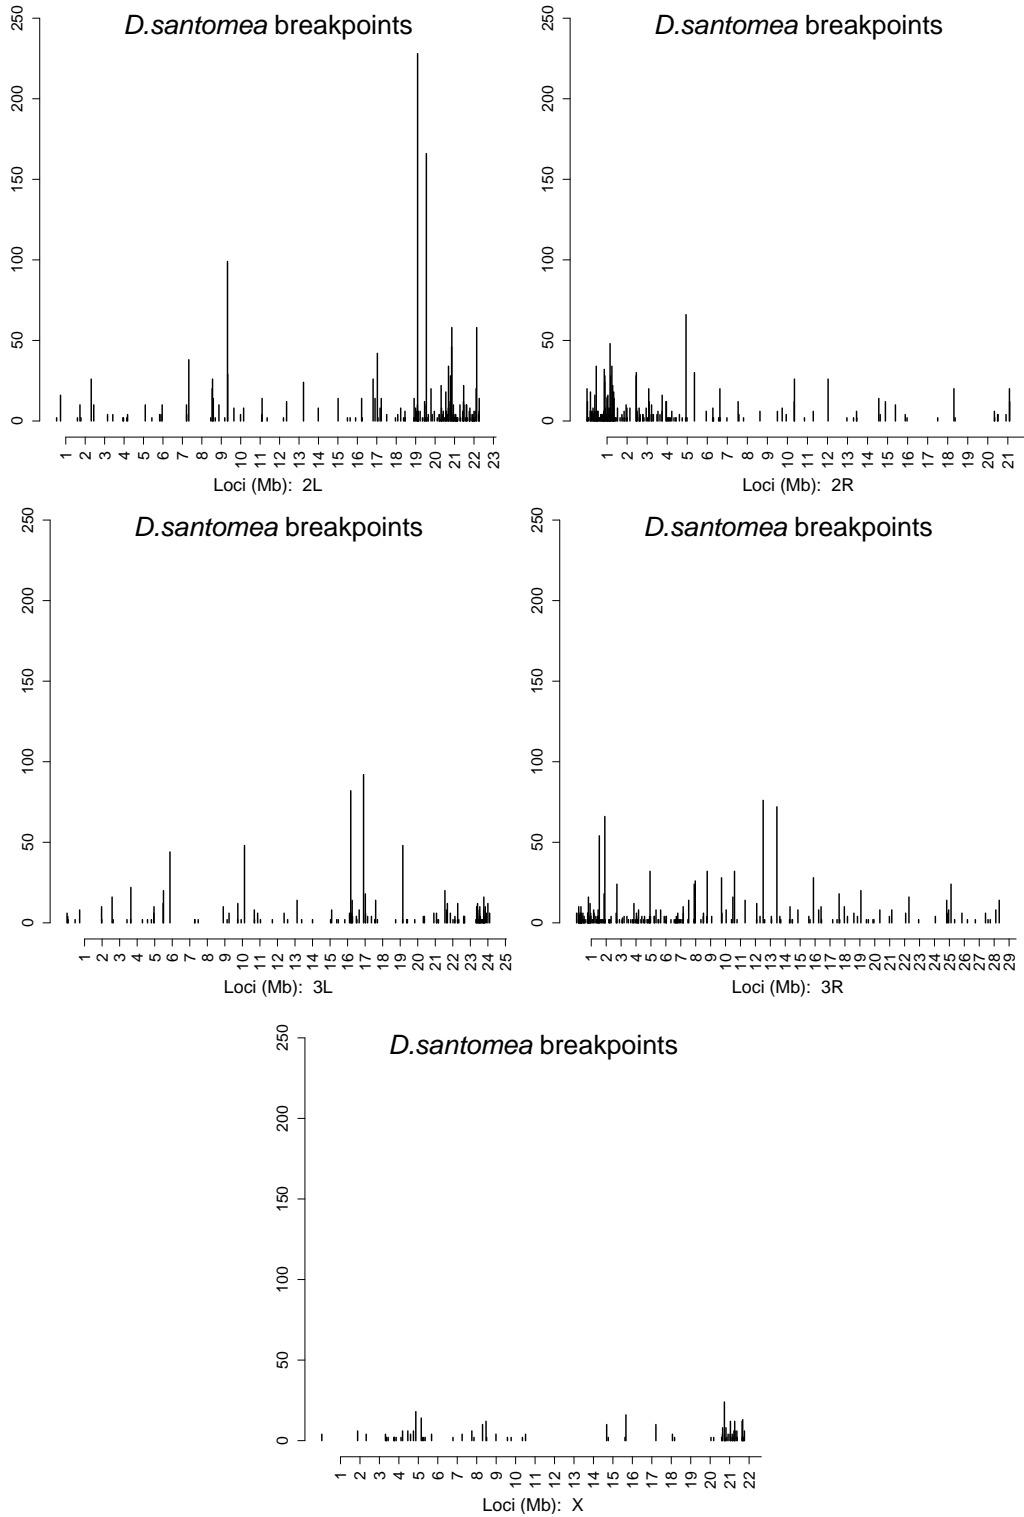 D.santomea breakpoints
0 50 100 150 200 250
1 2 3 4 5 6 7 8 9 10 11 12 13 14 15 16 17 18 19 20 21 22 23
Loci (Mb): 2L
D.santomea breakpoints
0 50 100 150 200 250
1 2 3 4 5 6 7 8 9 10 11 12 13 14 15 16 17 18 19 20 21
Loci (Mb): 2R
D.santomea breakpoints
0 50 100 150 200 250
1 2 3 4 5 6 7 8 9 10 11 12 13 14 15 16 17 18 19 20 21 22 23 24 25
Loci (Mb): 3L
D.santomea breakpoints
0 50 100 150 200 250
1 2 3 4 5 6 7 8 9 10 11 12 13 14 15 16 17 18 19 20 21 22 23 24 25 26 27 28 29
Loci (Mb): 3R
D.santomea breakpoints
0 50 100 150 200 250
1 2 3 4 5 6 7 8 9 10 11 12 13 14 15 16 17 18 19 20 21 22
Loci (Mb): X